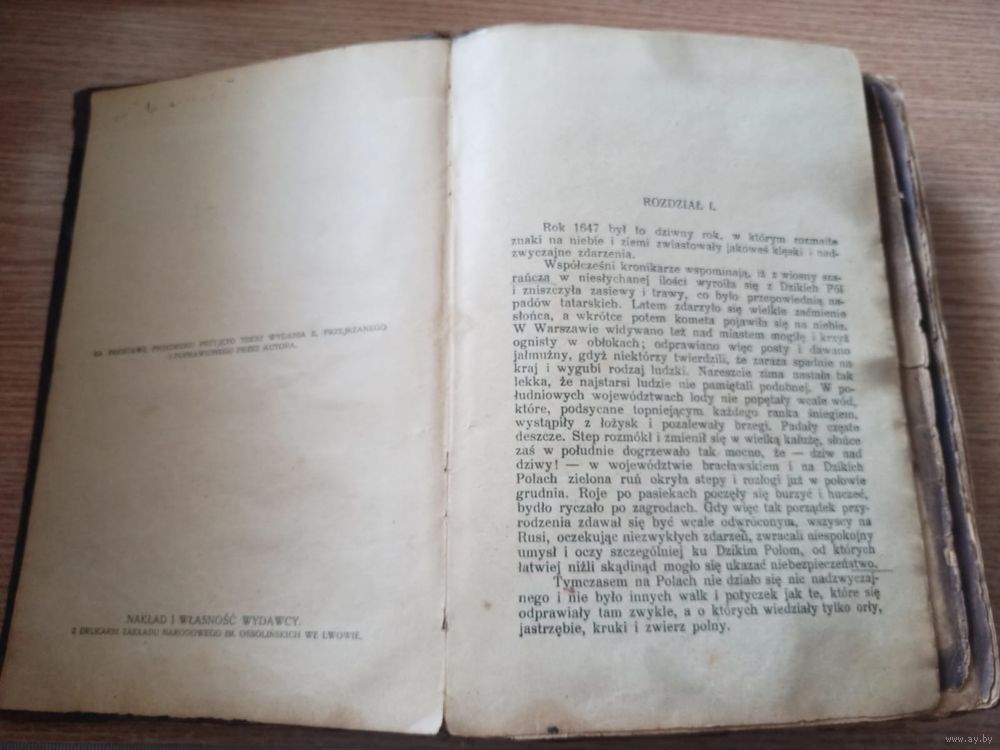 NA PODSTAWĘ PRZEDRUKU PRZYJĘTO TEKST WYDANIA 2. PRZEJRZANEGO
I POPRAWIONEGO PRZEZ AUTORA.
NAKŁAD I WŁASNOŚĆ WYDAWCY.
Z DRUKARNI ZAKŁADU NARODOWEGO IM. OSSOLIŃSKICH WE LWOWIE.
ROZDZIAŁ I.
Rok 1647 był to dziwny rok, w którym rozmaite
znaki na niebie i ziemi zwiastowały jakoweś klęski i nad-
zwyczajne zdarzenia.
Współcześni kronikarze wspominają, iż z wiosny sza-
rańcza w niesłychanej ilości wyroiła się z Dzikich Pól
i zniszczyła zasiewy i trawy, co było przepowiednią na-
padów tatarskich. Latem zdarzyło się wielkie zaćmienie
słońca, a wkrótce potem kometa pojawiła się na niebie.
W Warszawie widywano też nad miastem mogiłę i krzyż
ognisty w obłokach; odprawiano więc posty i dawano
jałmużny, gdyż niektórzy twierdzili, że zaraza spadnie na
kraj i wygubi rodzaj ludzki. Nareszcie zima nastała tak
lekka, że najstarsi ludzie nie pamiętali podobnej. W po-
łudniowych województwach lody nie popętały wcale wód,
które, podsycane topniejącym każdego ranka śniegiem,
wystąpiły z łożysk i pozalewały brzegi. Padały częste
deszcze. Step rozmókł i zmienił się w wielką kałużę, słońce
zaś w południe dogrzewało tak mocno, że — dziw nad
dziwy! — w województwie bracławskiem i na Dzikich
Polach zielona ruń okryła stepy i rozłogi już w połowie
grudnia. Roje po pasiekach poczęły się burzyć i huczeć,
bydło ryczało po zagrodach. Gdy więc tak porządek przy-
rodzenia zdawał się być wcale odwróconym, wszyscy na
Rusi, oczekując niezwykłych zdarzeń, zwracali niespokojny
umysł i oczy szczególniej ku Dzikim Polom, od których
łatwiej niźli skądinąd mogło się ukazać niebezpieczeństwo.
Tymczasem na Polach nie działo się nic nadzwyczaj-
nego i nie było innych walk i potyczek jak te, które się
odprawiały tam zwykle, a o których wiedziały tylko orły,
jastrzębie, kruki i zwierz polny.
www.ay.by